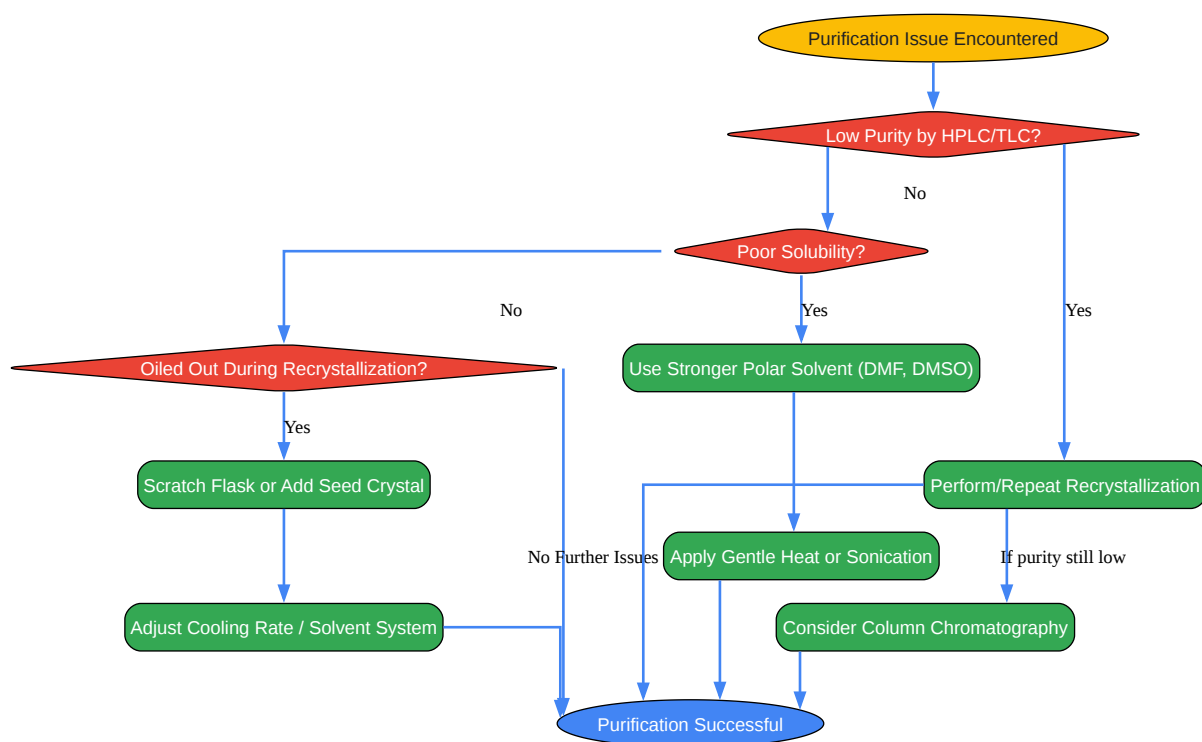 Purification Issue Encountered
Low Purity by HPLC/TLC?
No
Poor Solubility?
No
Yes
Yes
Oiled Out During Recrystallization?
Use Stronger Polar Solvent (DMF, DMSO)
Yes
Scratch Flask or Add Seed Crystal
Perform/Repeat Recrystallization
No Further Issues
Apply Gentle Heat or Sonication
If purity still low
Adjust Cooling Rate / Solvent System
Consider Column Chromatography
Purification Successful